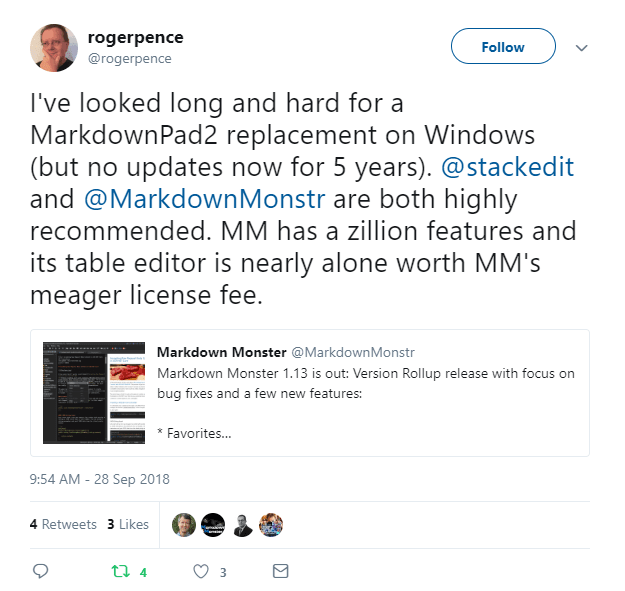 rogerpence
@rogerpence
Follow
I've looked long and hard for a
MarkdownPad2 replacement on Windows
(but no updates now for 5 years). @stackedit
and @MarkdownMonstr are both highly
recommended. MM has a zillion features and
its table editor is nearly alone worth MM's
meager license fee.
Markdown Monster @MarkdownMonstr
Markdown Monster 1.13 is out: Version Rollup release with focus on
bug fixes and a few new features:
* Favorites...
9:54 AM - 28 Sep 2018
4 Retweets 3 Likes
4 3